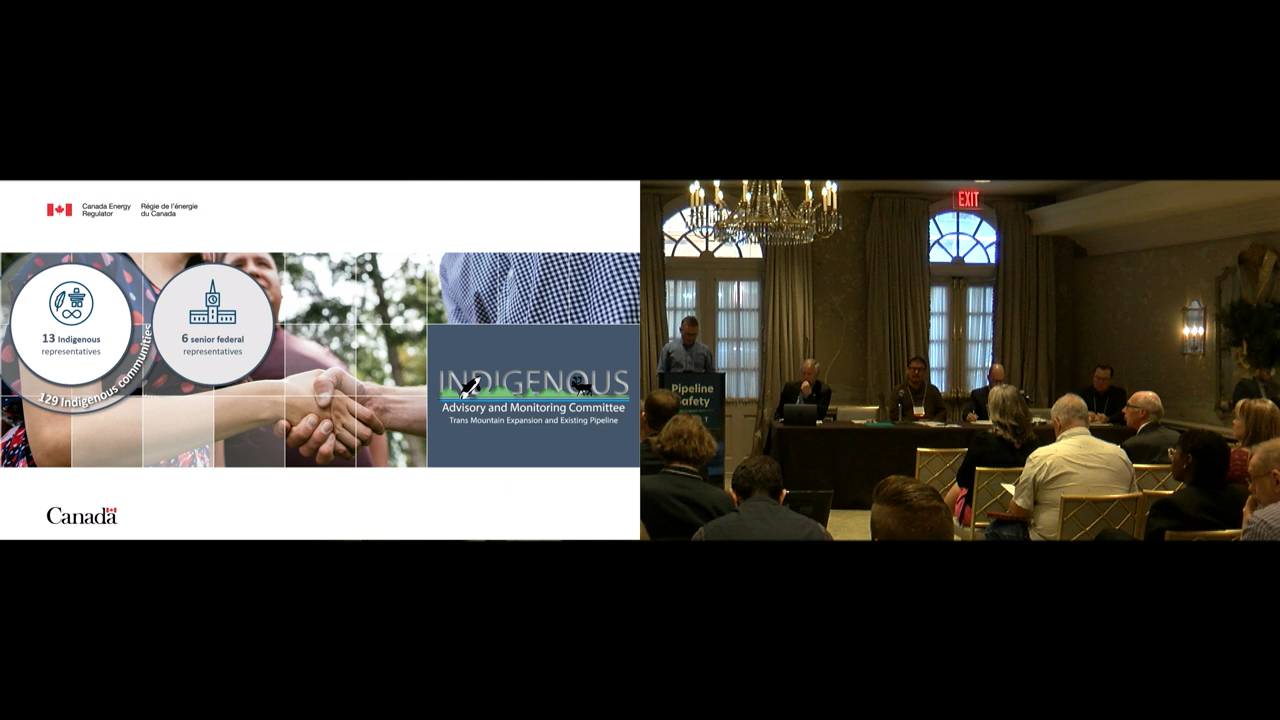 Canada Energy
Regulator
Régie de l'énergie
du Canada
13 Indigenous
representatives
6 senior federal
representatives
129 Indigenous communities
INDIGENOUS
Advisory and Monitoring Committee
Trans Mountain Expansion and Existing Pipeline
Canada
EXIT
Pipeline
Safety